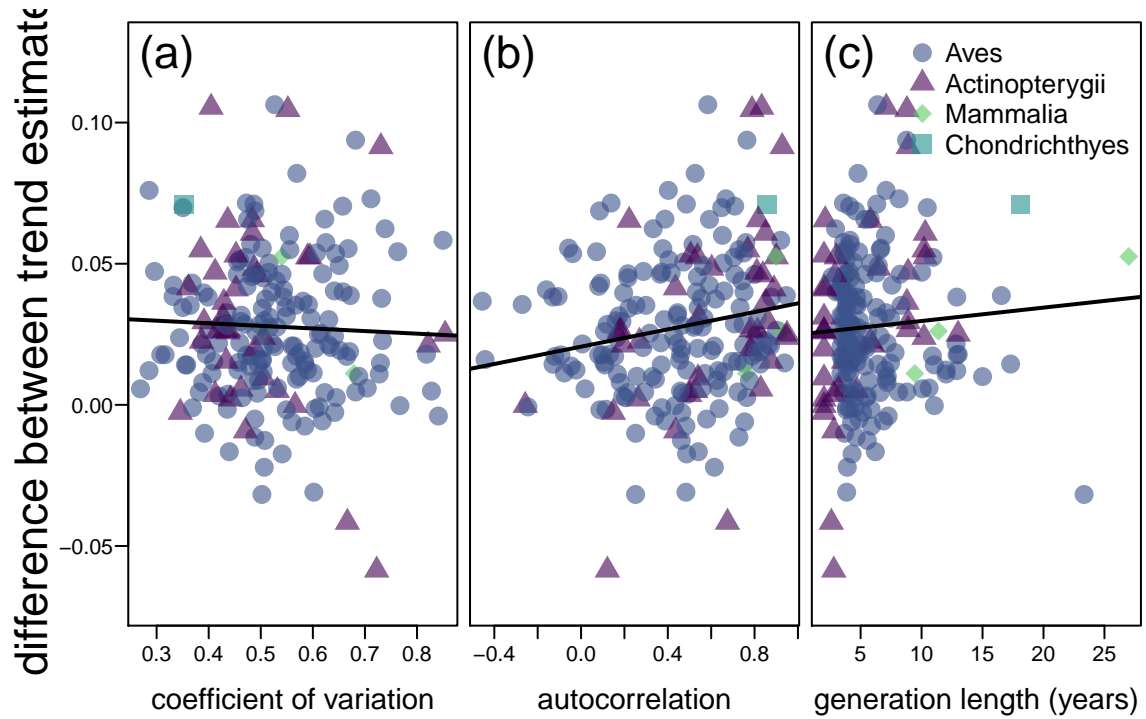 difference between trend estimate
(a)
(b)
(c)
Aves
Actinopterygii
Mammalia
Chondrichthyes
0.10
0.05
0.00
−0.05
0.3 0.4 0.5 0.6 0.7 0.8
−0.4 0.0 0.4 0.8
5 10 15 20 25
coefficient of variation
autocorrelation
generation length (years)